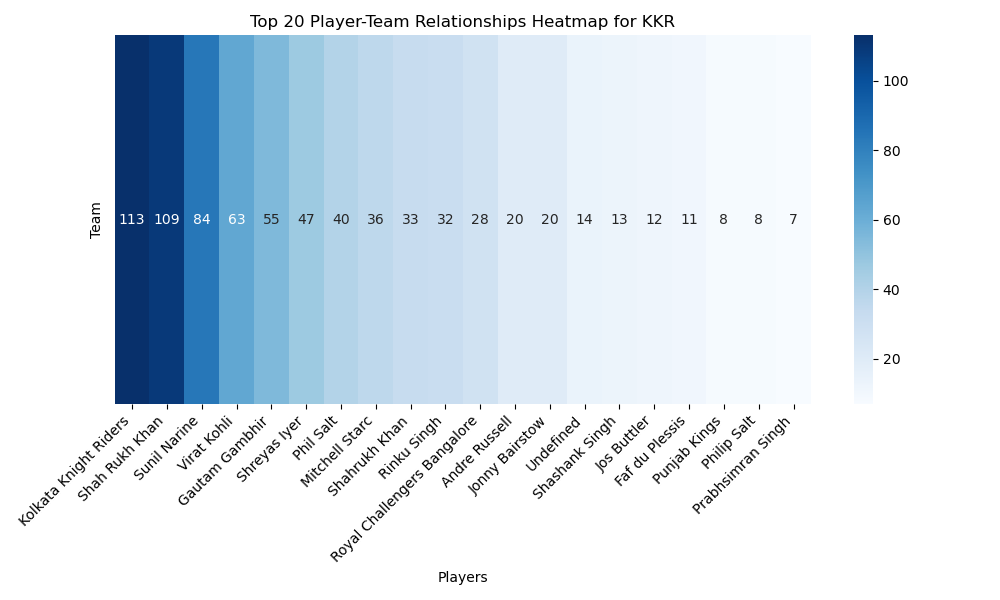 Top 20 Player-Team Relationships Heatmap for KKR
Team
113 109 84 63 55 47 40 36 33 32 28 20 20 14 13 12 11 8 8 7
100
80
60
40
20
Kolkata Knight Riders
Shah Rukh Khan
Sunil Narine
Virat Kohli
Gautam Gambhir
Shreyas Iyer
Phil Salt
Mitchell Starc
Shahrukh Khan
Rinku Singh
Royal Challengers Bangalore
Andre Russell
Jonny Bairstow
Undefined
Shashank Singh
Jos Buttler
Faf du Plessis
Punjab Kings
Philip Salt
Prabhsimran Singh
Players